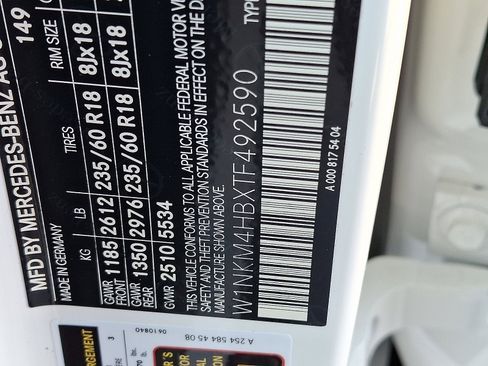 MFD BY MERCEDES-BENZ AG
149
MADE IN GERMANY
KG LB TIRES RIM SIZE
GAWR FRONT 1185 2612 235/60 R18 8Jx18
GAWR REAR 1350 2976 235/60 R18 8Jx18
GVWR 2510 5534
THIS VEHICLE CONFORMS TO ALL APPLICABLE FEDERAL MOTOR
SAFETY AND THEFT PREVENTION STANDARDS IN EFFECT ON THE
MANUFACTURE SHOWN ABOVE.
TYPE
W1NKM4HBXTF492590
A 000 817 54 04
A 254 584 45 08
0610840
3